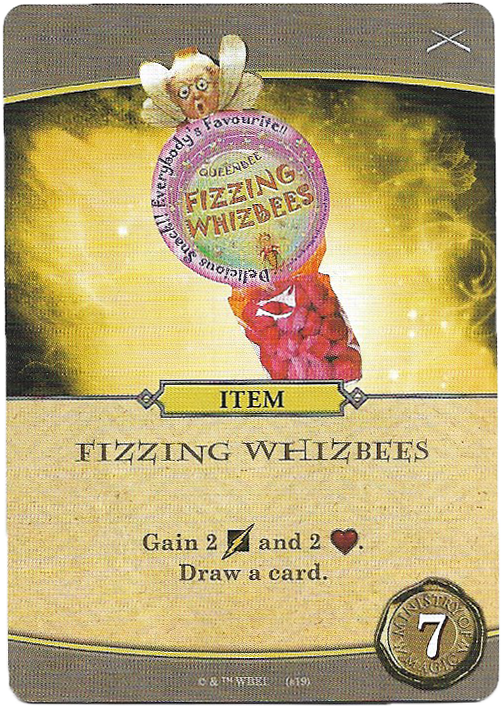 Delicious Snack!! Everybody's Favourite!!
QUEENBEE
FIZZING
WHIZBEES
ITEM
FIZZING WHIZBEES
Gain 2 and 2 .
Draw a card.
MINISTRY OF MAGIC
7
© & ™ WBEI. (s19)